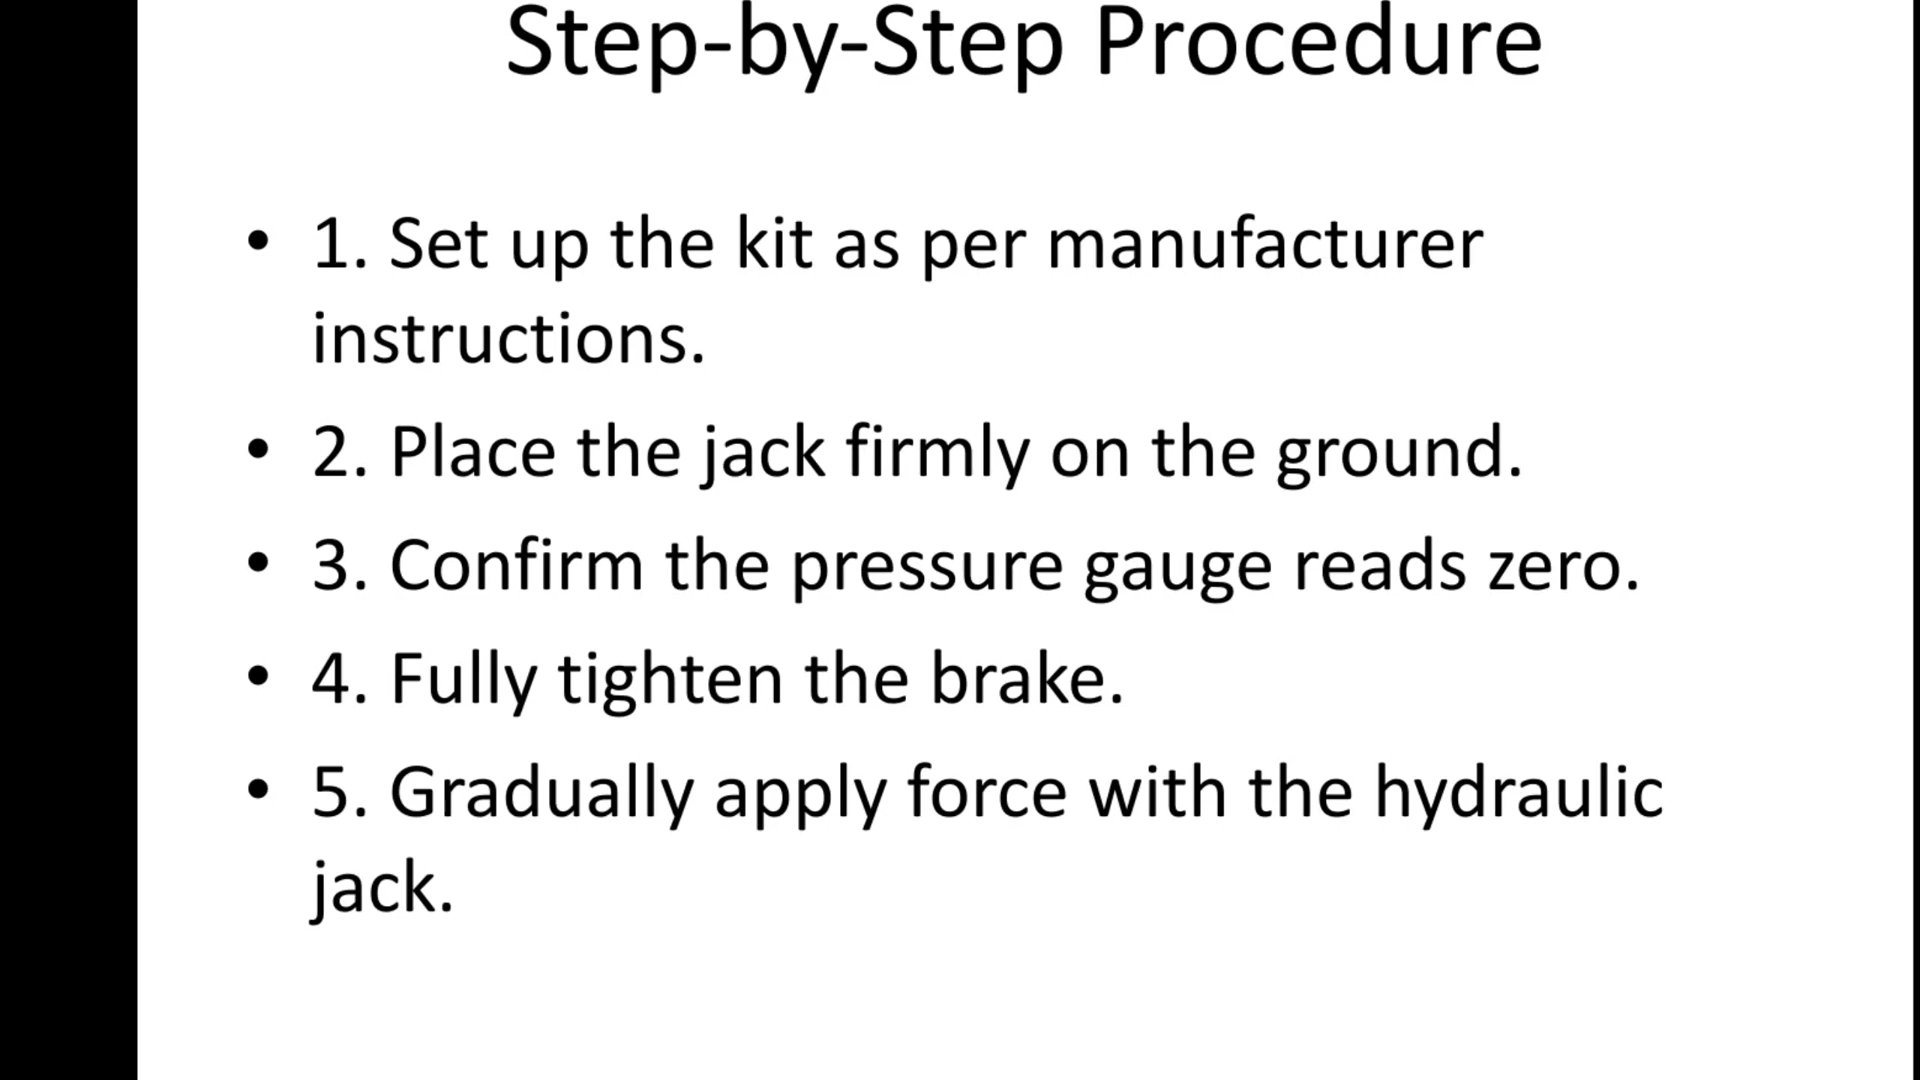 Step-by-Step Procedure
• 1. Set up the kit as per manufacturer
instructions.
• 2. Place the jack firmly on the ground.
• 3. Confirm the pressure gauge reads zero.
• 4. Fully tighten the brake.
• 5. Gradually apply force with the hydraulic
jack.